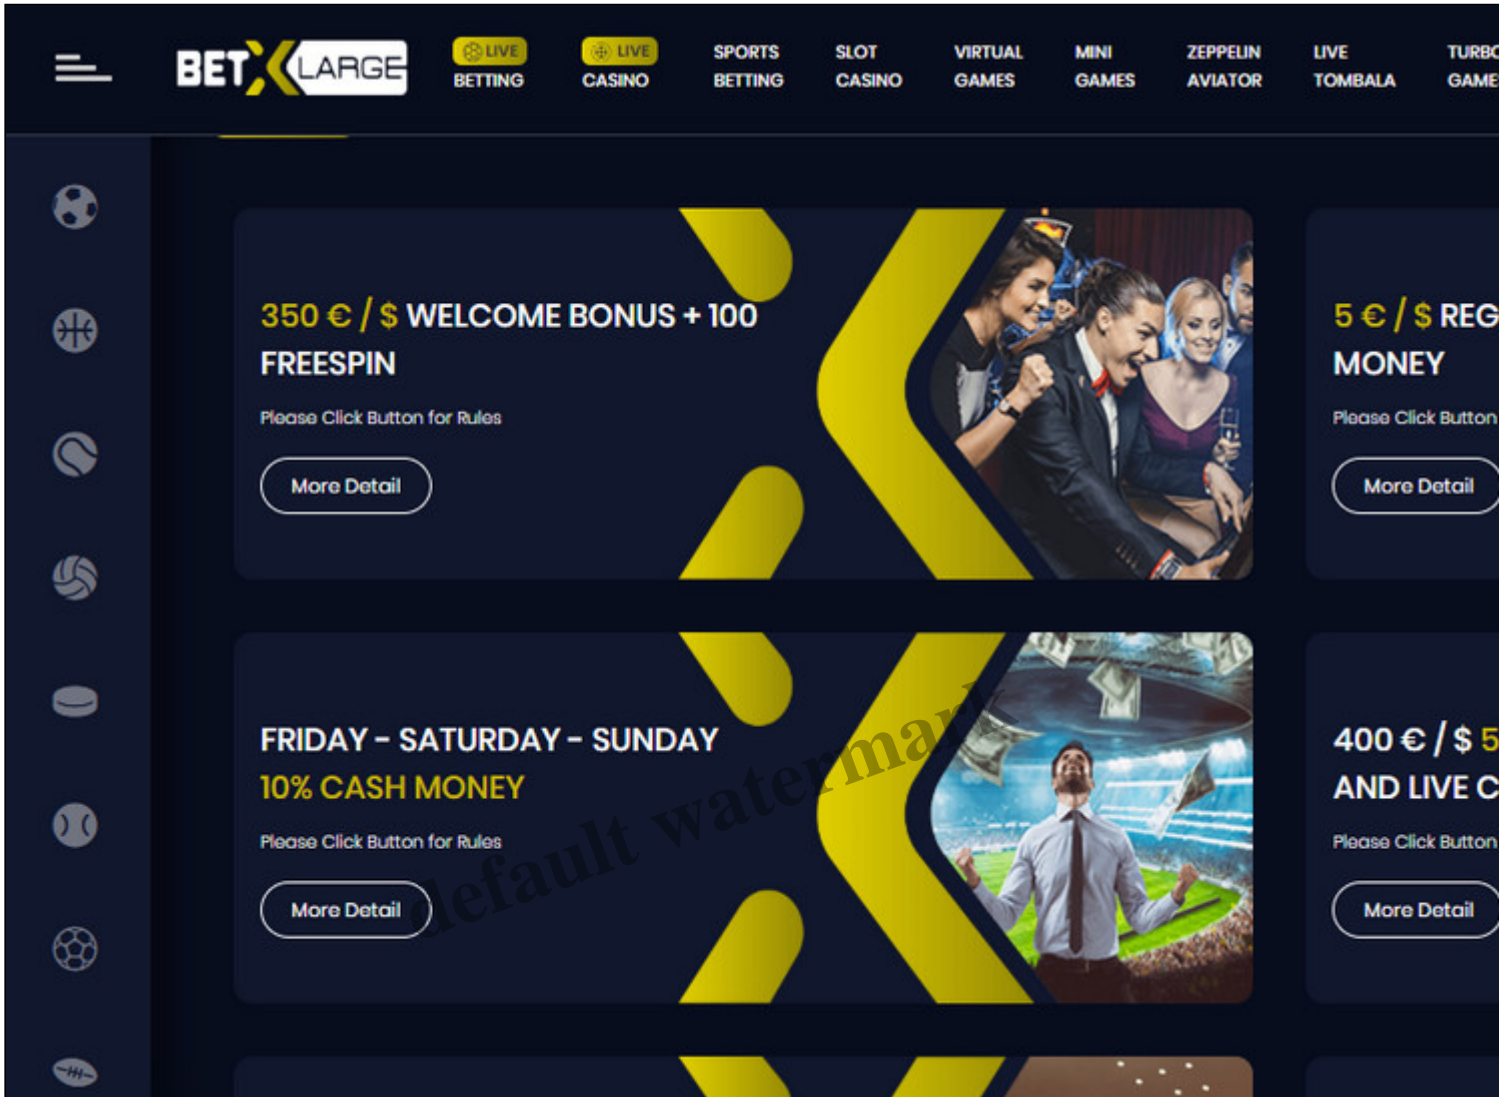 BETXLARGE
LIVE BETTING
LIVE CASINO
SPORTS BETTING
SLOT CASINO
VIRTUAL GAMES
MINI GAMES
ZEPPELIN AVIATOR
LIVE TOMBALA
350 € / $ WELCOME BONUS + 100
FREESPIN
Please Click Button for Rules
More Detail
5 € / $
MONEY
Please Click Button
More Detail
FRIDAY - SATURDAY - SUNDAY
10% CASH MONEY
Please Click Button for Rules
More Detail
400 € / $
AND LIVE
Please Click Button
More Detail
default watermark